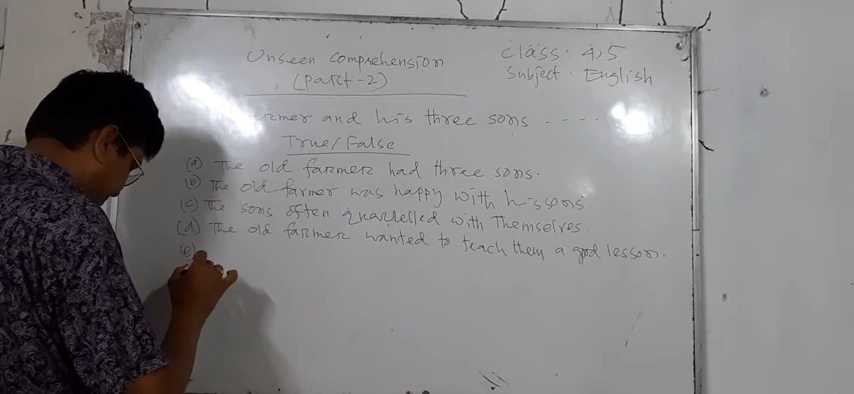 Unseen Comprehension
Class: 4,5
(Part-2)
Subject: English
and his three sons ....
True/False
(a) The old farmer had three sons.
(b) The old farmer was happy with his sons.
(c) The sons often quarrelled with Themselves.
(d) The old farmer wanted to teach them a good lesson.
(e)